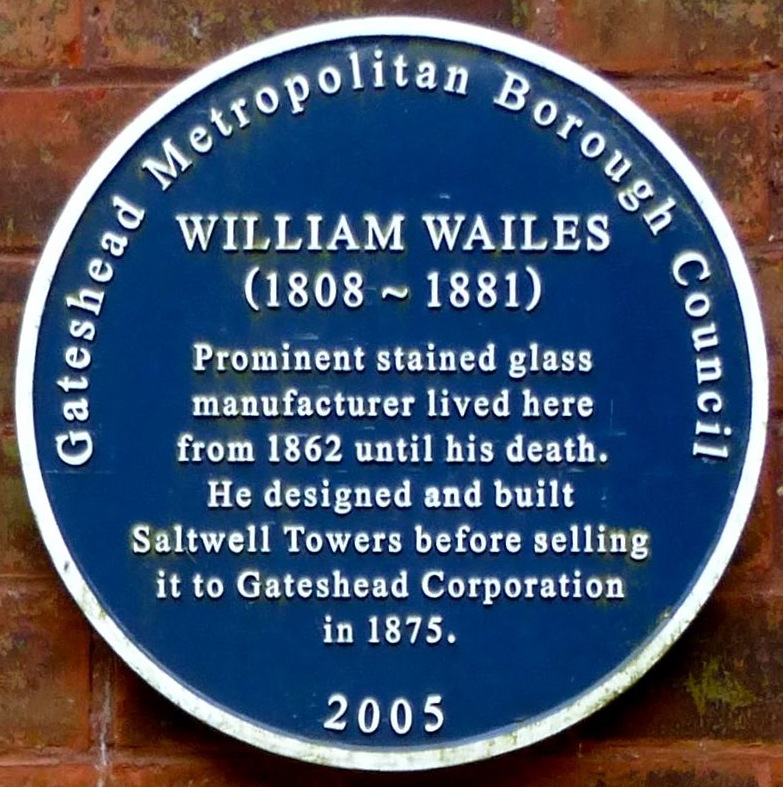 Gateshead Metropolitan Borough Council
WILLIAM WAILES
(1808 ~ 1881)
Prominent stained glass
manufacturer lived here
from 1862 until his death.
He designed and built
Saltwell Towers before selling
it to Gateshead Corporation
in 1875.
2005